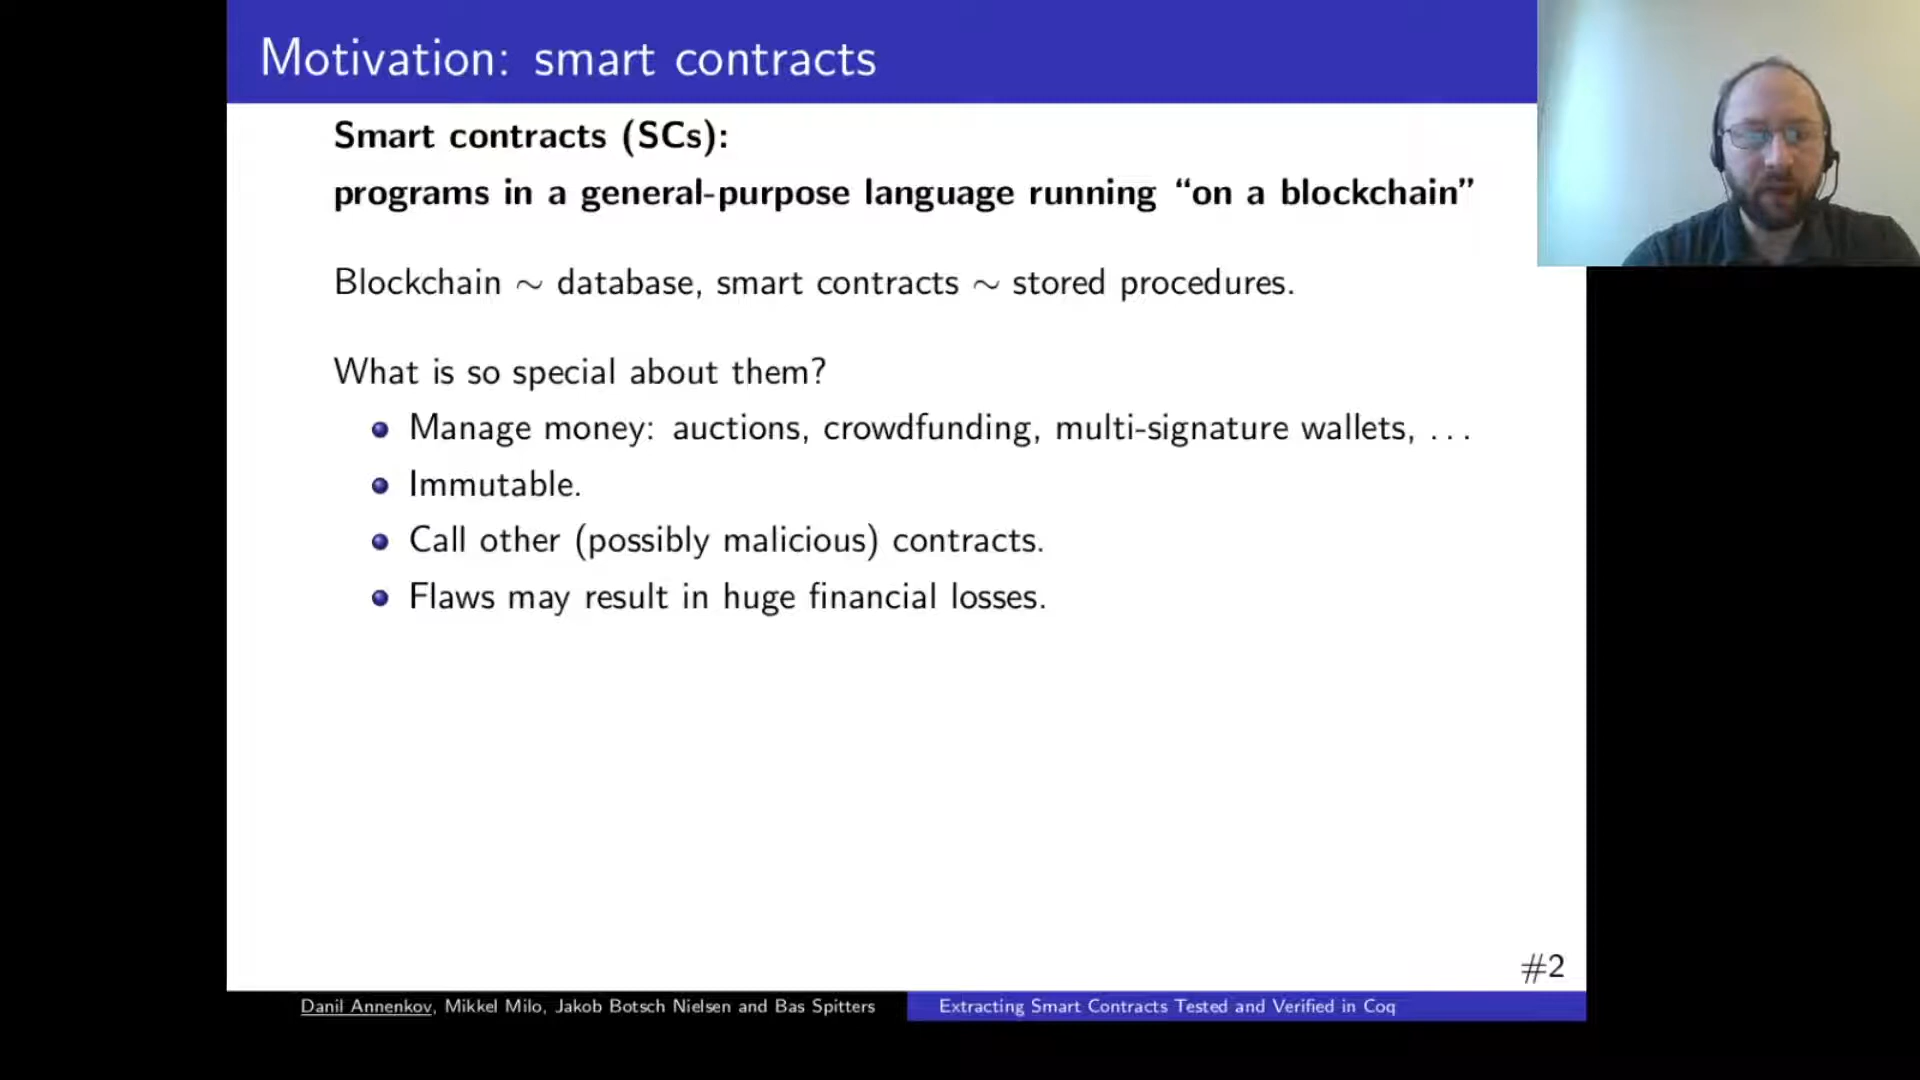 Motivation: smart contracts
Smart contracts (SCs):
programs in a general-purpose language running “on a blockchain”
Blockchain ∼ database, smart contracts ∼ stored procedures.
What is so special about them?
Manage money: auctions, crowdfunding, multi-signature wallets, . . .
Immutable.
Call other (possibly malicious) contracts.
Flaws may result in huge financial losses.
#2
Danil Annenkov, Mikkel Milo, Jakob Botsch Nielsen and Bas Spitters
Extracting Smart Contracts Tested and Verified in Coq